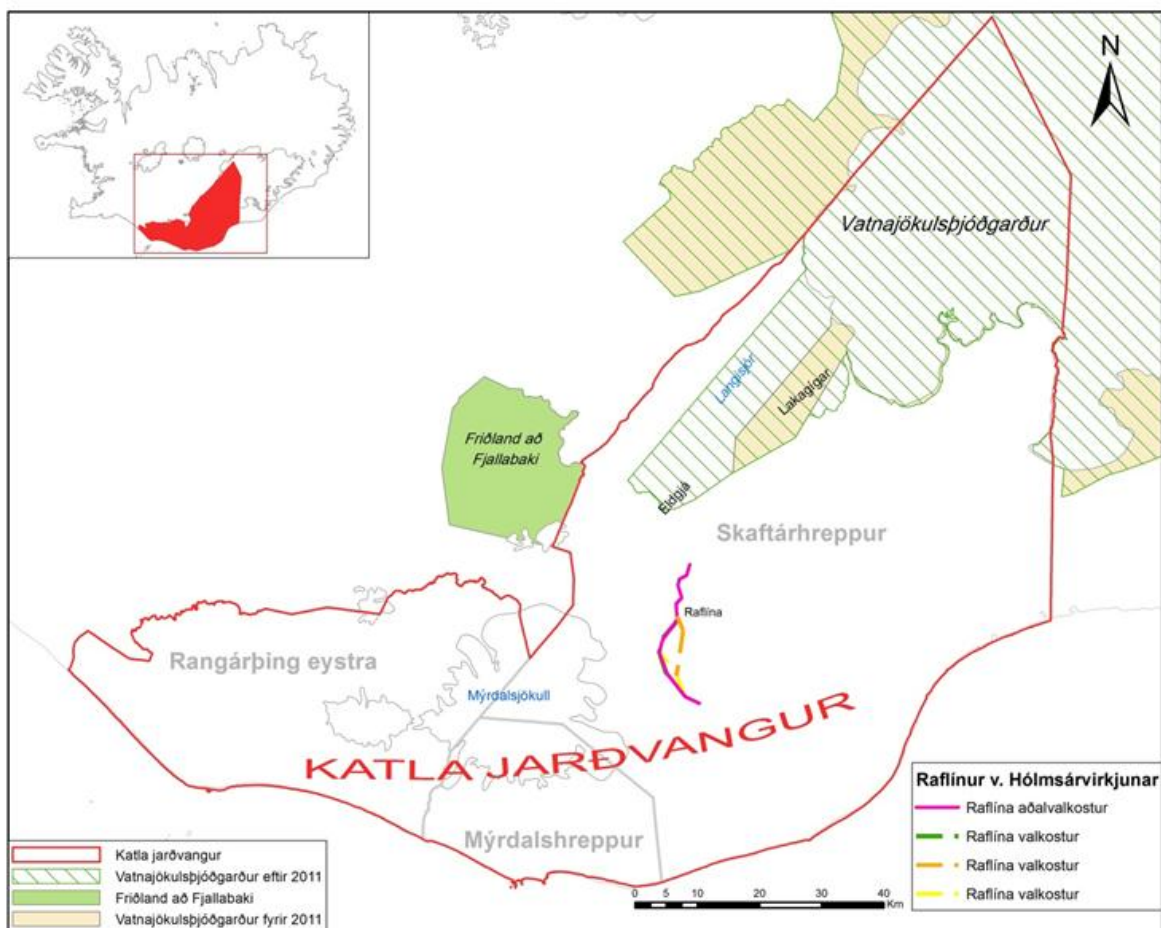 N
Vatnajökulsþjóðgarður
Langisjór
Lakagígar
Friðland að
Fjallabaki
Eldgjá
Skaftárhreppur
Raflína
Rangárþing eystra
Mýrdalsjökull
KATLA JARÐVANGUR
Mýrdalshreppur
Raflínur v. Hólmsárvirkjunar
Raflína aðalvalkostur
Raflína valkostur
Raflína valkostur
Raflína valkostur
Katla jarðvangur
Vatnajökulsþjóðgarður eftir 2011
Friðland að Fjallabaki
Vatnajökulsþjóðgarður fyrir 2011
0 5 10 20 30 40
Km